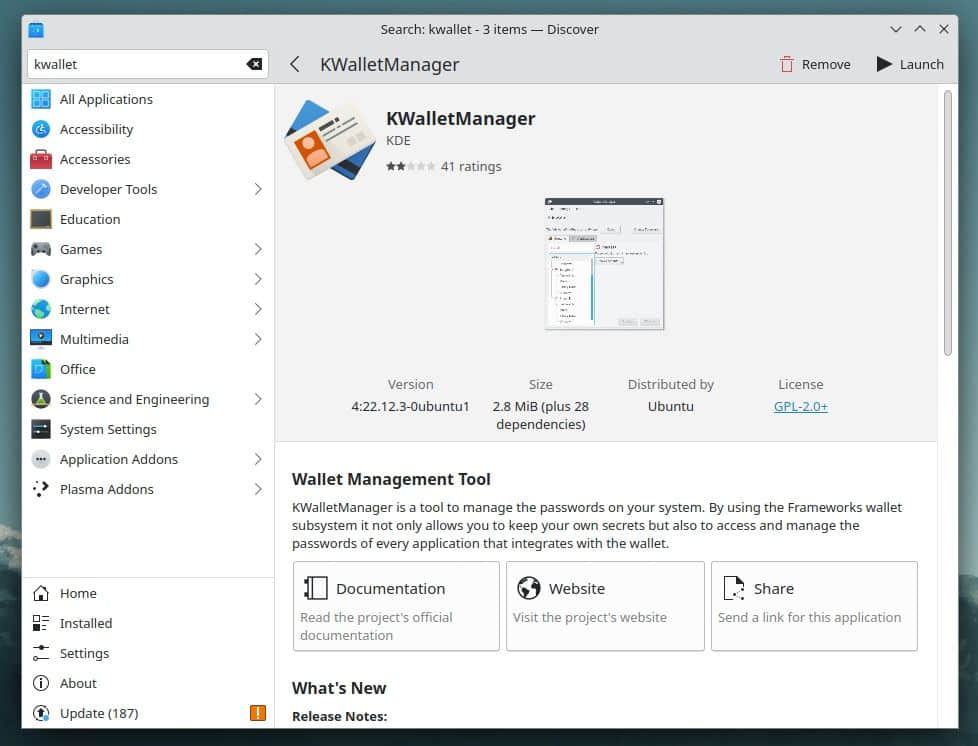 Search: kwallet - 3 items — Discover
kwallet
KWalletManager
Remove
Launch
All Applications
Accessibility
Accessories
Developer Tools
Education
Games
Graphics
Internet
Multimedia
Office
Science and Engineering
System Settings
Application Addons
Plasma Addons
Home
Installed
Settings
About
Update (187)
KWalletManager
KDE
41 ratings
Version
4:22.12.3-0ubuntu1
Size
2.8 MiB (plus 28
dependencies)
Distributed by
Ubuntu
License
GPL-2.0+
Wallet Management Tool
KWalletManager is a tool to manage the passwords on your system. By using the Frameworks wallet
subsystem it not only allows you to keep your own secrets but also to access and manage the
passwords of every application that integrates with the wallet.
Documentation
Read the project's official
documentation
Website
Visit the project's website
Share
Send a link for this application
What's New
Release Notes: